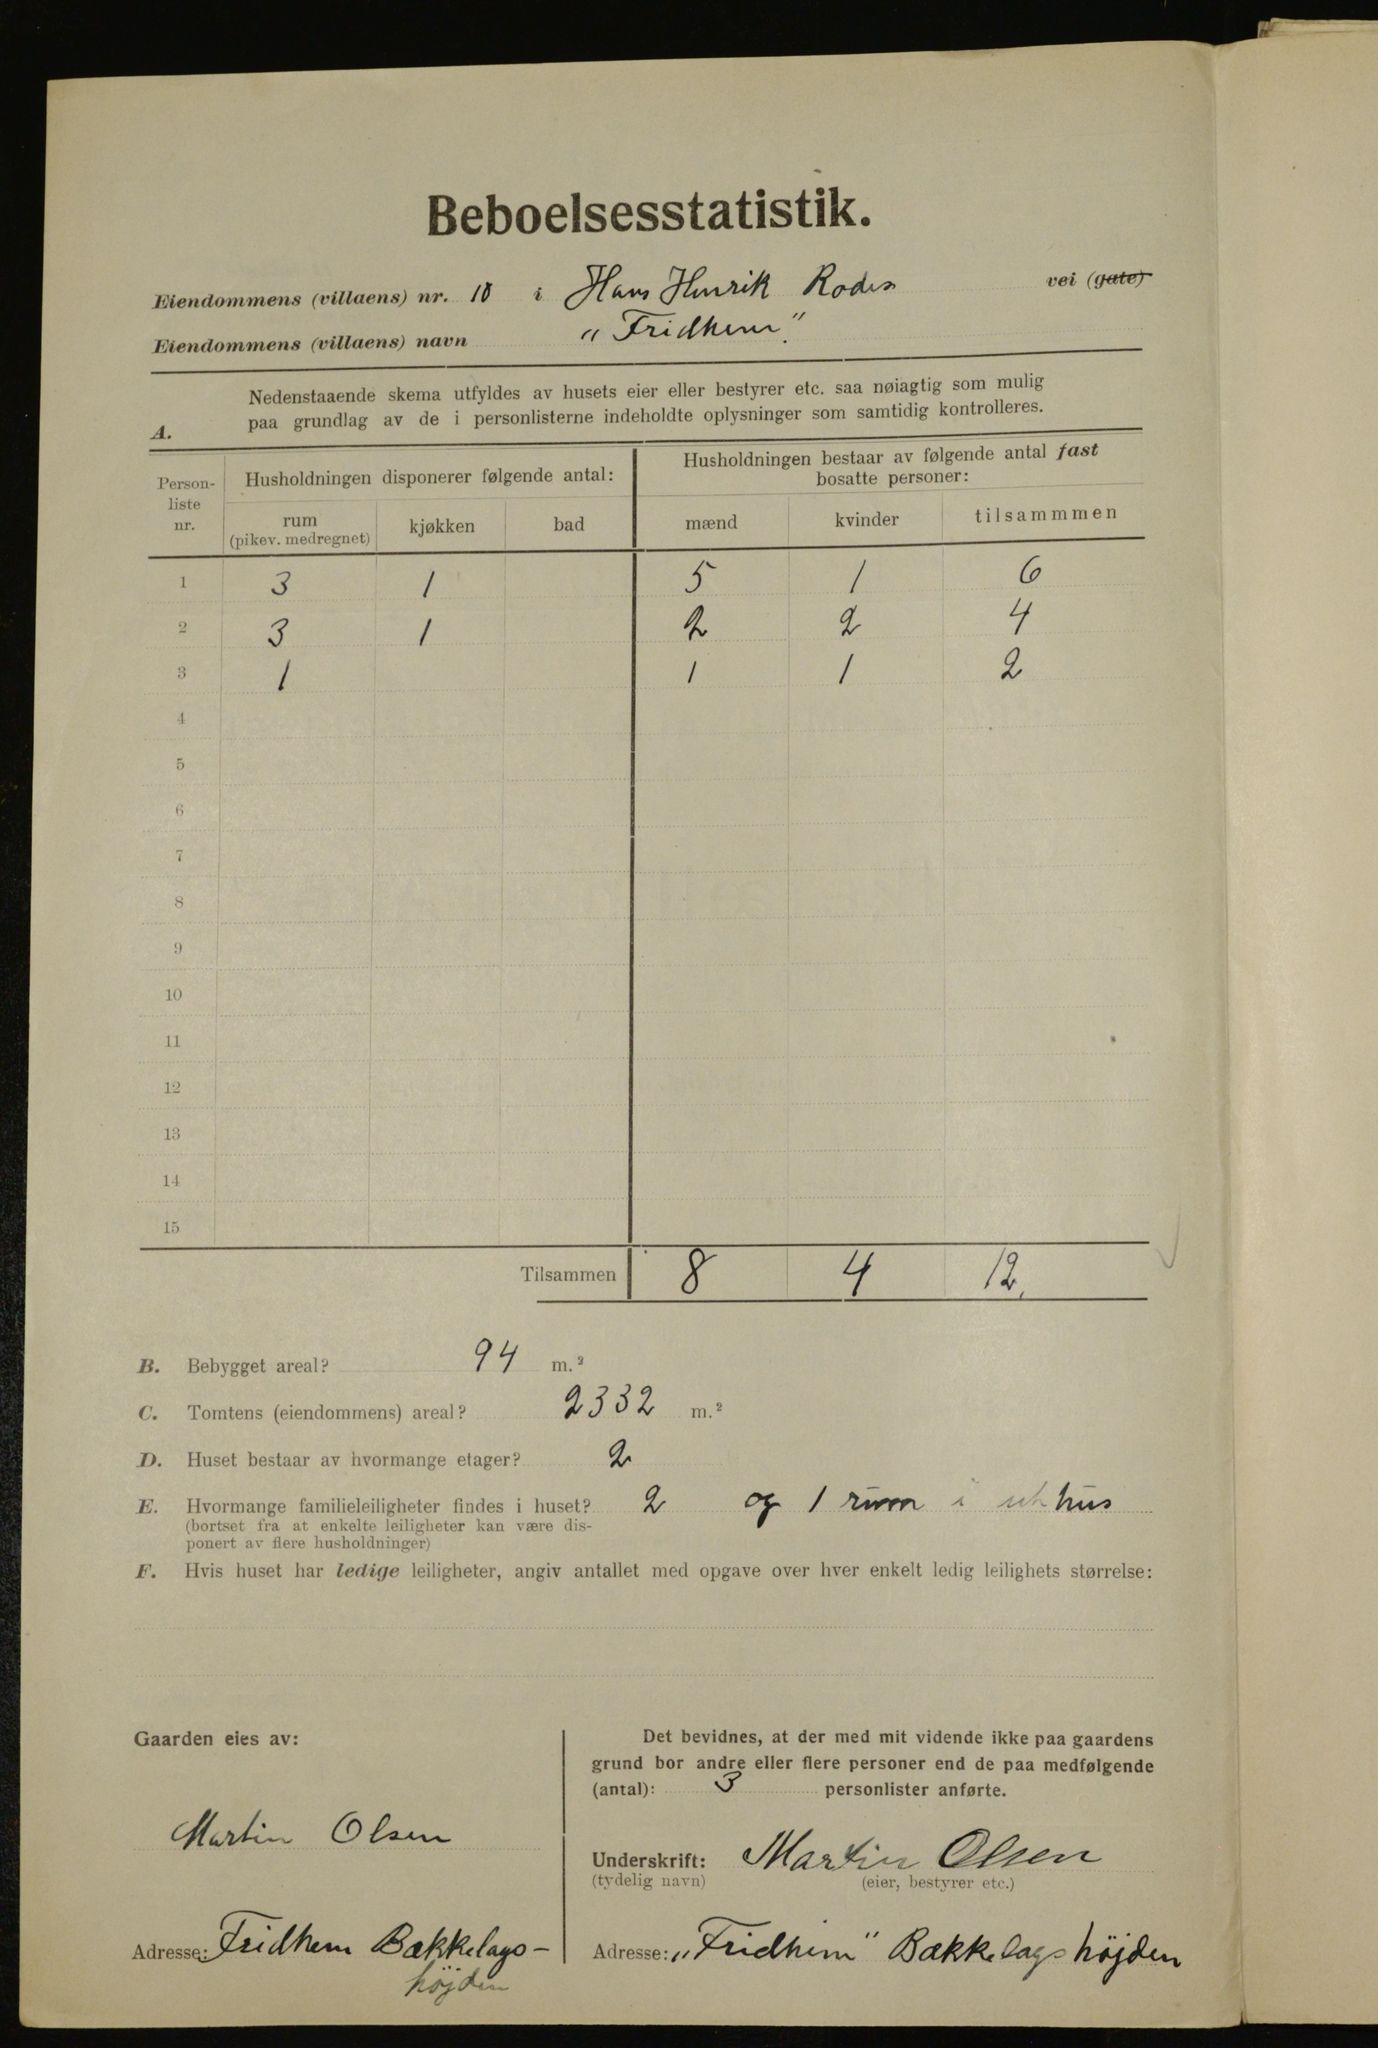 Beboelsesstatistik.
Eiendommens (villaens) nr. 10 i Hans Henrik Rodes vei (gate)
Eiendommens (villaens) navn "Fridhem".
Nedenstaaende skema utfyldes av husets eier eller bestyrer etc. saa nøiagtig som mulig
A. paa grundlag av de i personlisterne indeholdte oplysninger som samtidig kontrolleres.
Person-
liste
nr.
Husholdningen disponerer følgende antal:
Husholdningen bestaar av følgende antal fast
bosatte personer:
rum
(pikev. medregnet)
kjøkken bad mænd kvinder tilsammmen
1 3 1 5 1 6
2 3 1 2 2 4
3 1 1 1 2
4
5
6
7
8
9
10
11
12
13
14
15
Tilsammen 8 4 12.
B. Bebygget areal? 94 m.²
C. Tomtens (eiendommens) areal? 2332 m.²
D. Huset bestaar av hvormange etager? 2
E. Hvormange familieleiligheter findes i huset? 2 og 1 rum i uthus
(bortset fra at enkelte leiligheter kan være dis-
ponert av flere husholdninger)
F. Hvis huset har ledige leiligheter, angiv antallet med opgave over hver enkelt ledig leilighets størrelse:
Gaarden eies av:
Martin Olsen
Adresse: Fridhem Bækkelags-
höjden
Det bevidnes, at der med mit vidende ikke paa gaardens
grund bor andre eller flere personer end de paa medfølgende
(antal): 3 personlister anførte.
Underskrift: Martin Olsen
(tydelig navn) (eier, bestyrer etc.)
Adresse: "Fridhem" Bækkelagshöjden